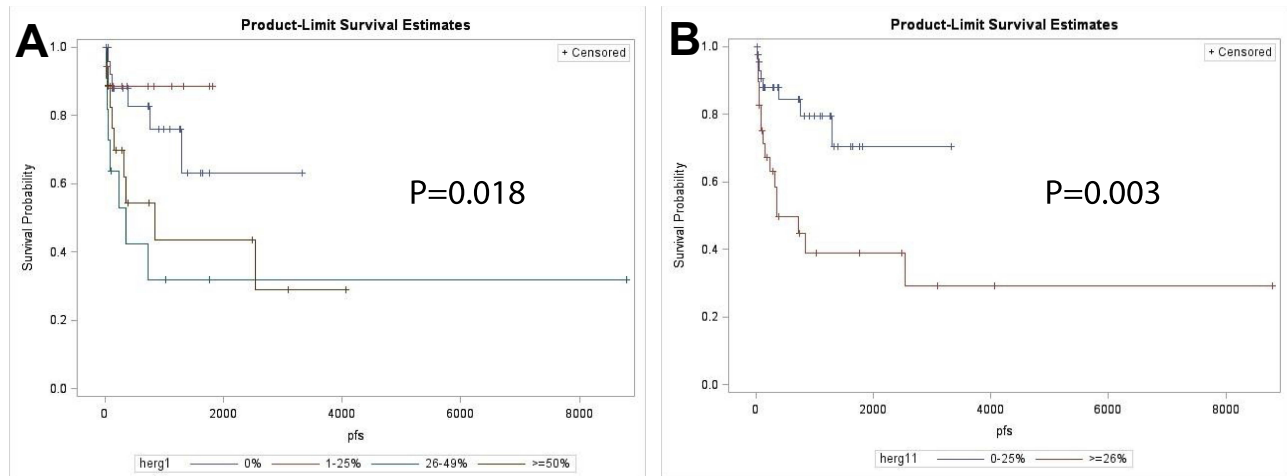 A
Product-Limit Survival Estimates
+ Censored
1.0
0.8
0.6
0.4
0.2
0.0
Survival Probability
P=0.018
0 2000 4000 6000 8000
pfs
herg1 0% 1-25% 26-49% >=50%
B
Product-Limit Survival Estimates
+ Censored
1.0
0.8
0.6
0.4
0.2
0.0
Survival Probability
P=0.003
0 2000 4000 6000 8000
pfs
herg11 0-25% >=26%